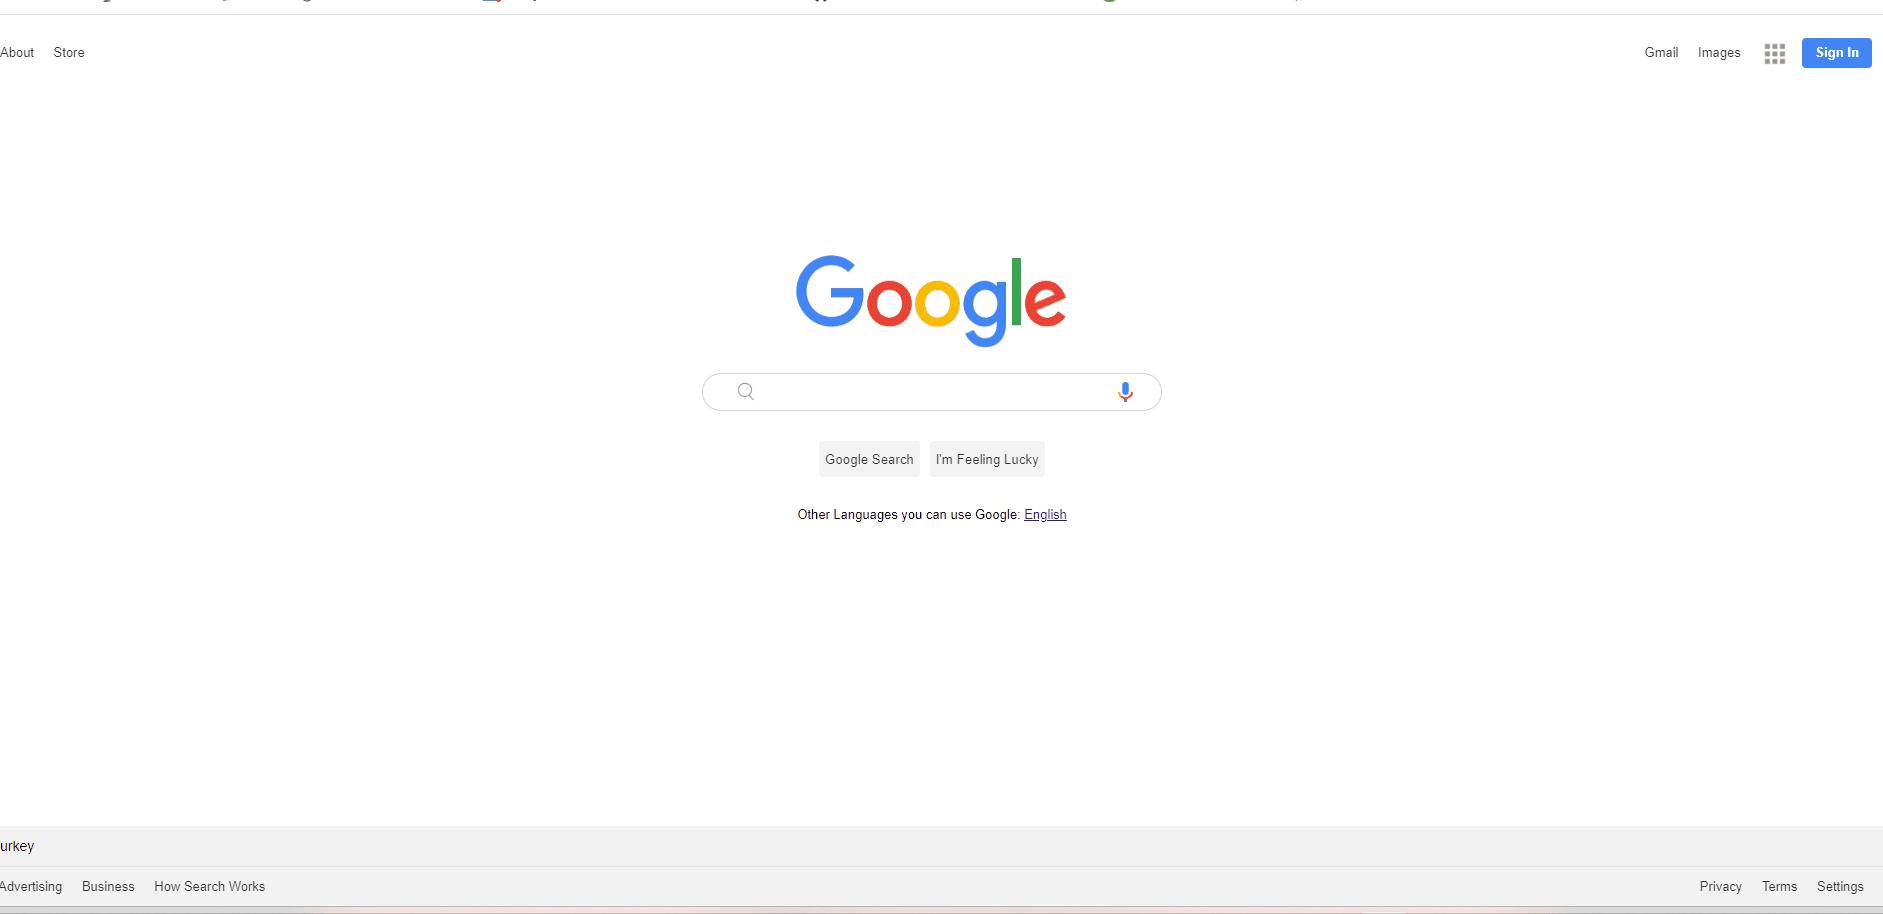 About Store Gmail Images Sign In
Google
Google Search I'm Feeling Lucky
Other Languages you can use Google: English
urkey
Advertising Business How Search Works Privacy Terms Settings